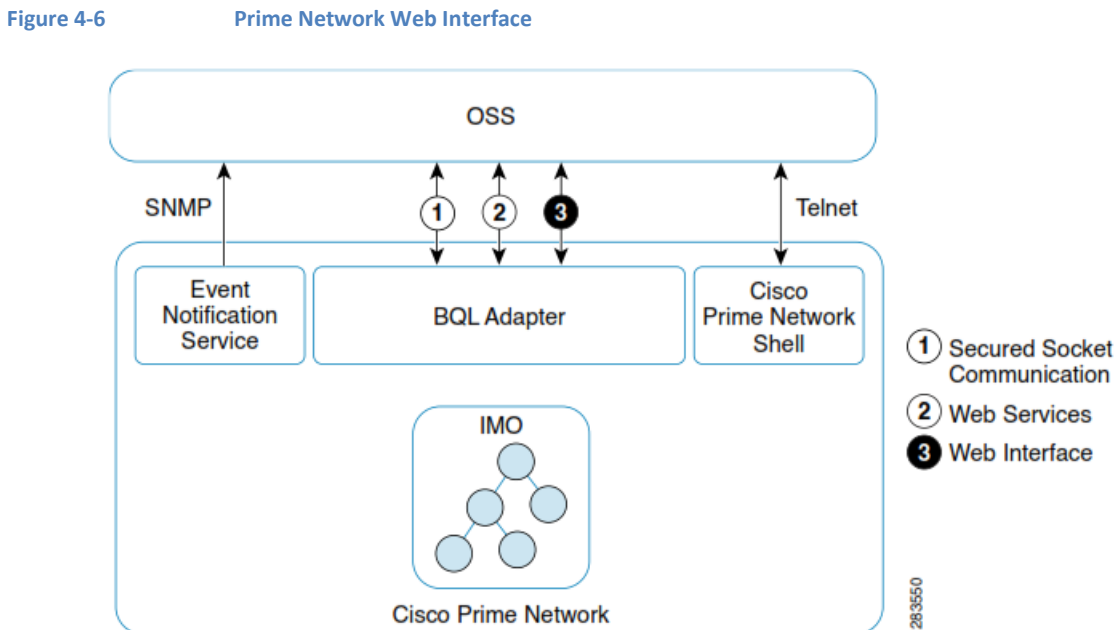 Figure 4-6 Prime Network Web Interface
OSS
SNMP
1
2
3
Telnet
Event
Notification
Service
BQL Adapter
Cisco
Prime Network
Shell
1 Secured Socket
Communication
2 Web Services
3 Web Interface
IMO
Cisco Prime Network
283550